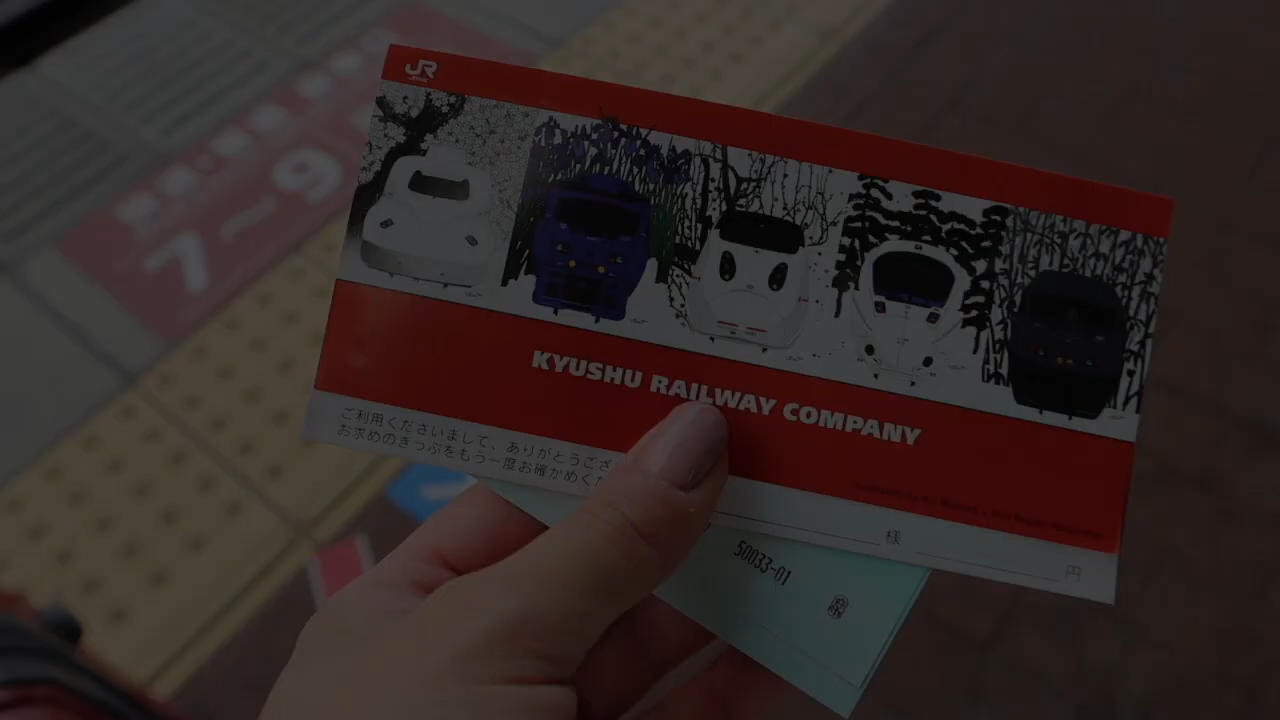 JR
7〜9
KYUSHU RAILWAY COMPANY
ご利用くださいまして、ありがとうござ
お求めのきっぷをもう一度お確かめくだ
様
円
50033-01